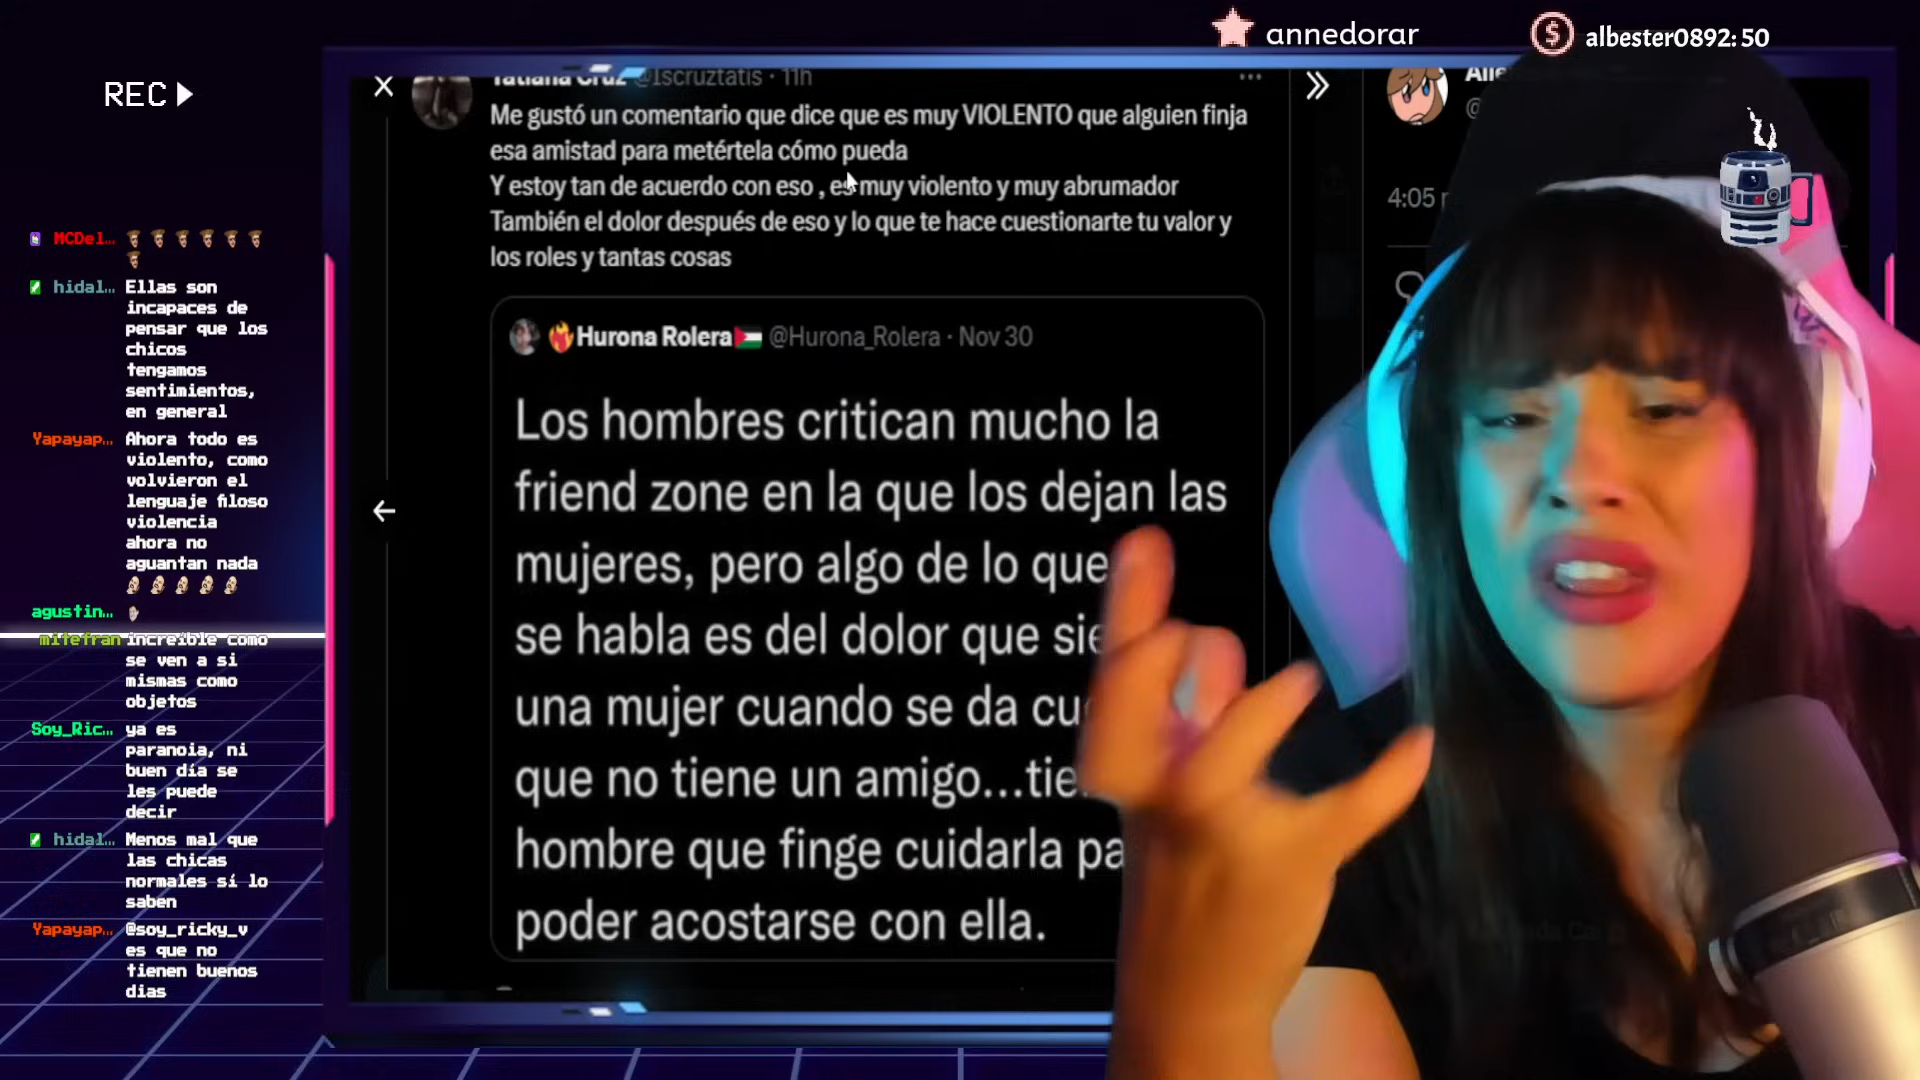 annedorar
albester0892: 50
REC
Tatiana Cruz @lscruztatis · 11h
Me gustó un comentario que dice que es muy VIOLENTO que alguien finja
esa amistad para metértela cómo pueda
Y estoy tan de acuerdo con eso , es muy violento y muy abrumador
También el dolor después de eso y lo que te hace cuestionarte tu valor y
los roles y tantas cosas
Hurona Rolera @Hurona_Rolera · Nov 30
Los hombres critican mucho la
friend zone en la que los dejan las
mujeres, pero algo de lo que
se habla es del dolor que sie
una mujer cuando se da cu
que no tiene un amigo...tie
hombre que finge cuidarla pa
poder acostarse con ella.
4:05
MCDel...
hidal... Ellas son
incapaces de
pensar que los
chicos
tengamos
sentimientos,
en general
Yapayap... Ahora todo es
violento, como
volvieron el
lenguaje filoso
violencia
ahora no
aguantan nada
agustin...
mitefran increible como
se ven a si
mismas como
objetos
Soy_Ric... ya es
paranoia, ni
buen día se
les puede
decir
hidal... Menos mal que
las chicas
normales sí lo
saben
Yapayap... @soy_ricky_v
es que no
tienen buenos
dias